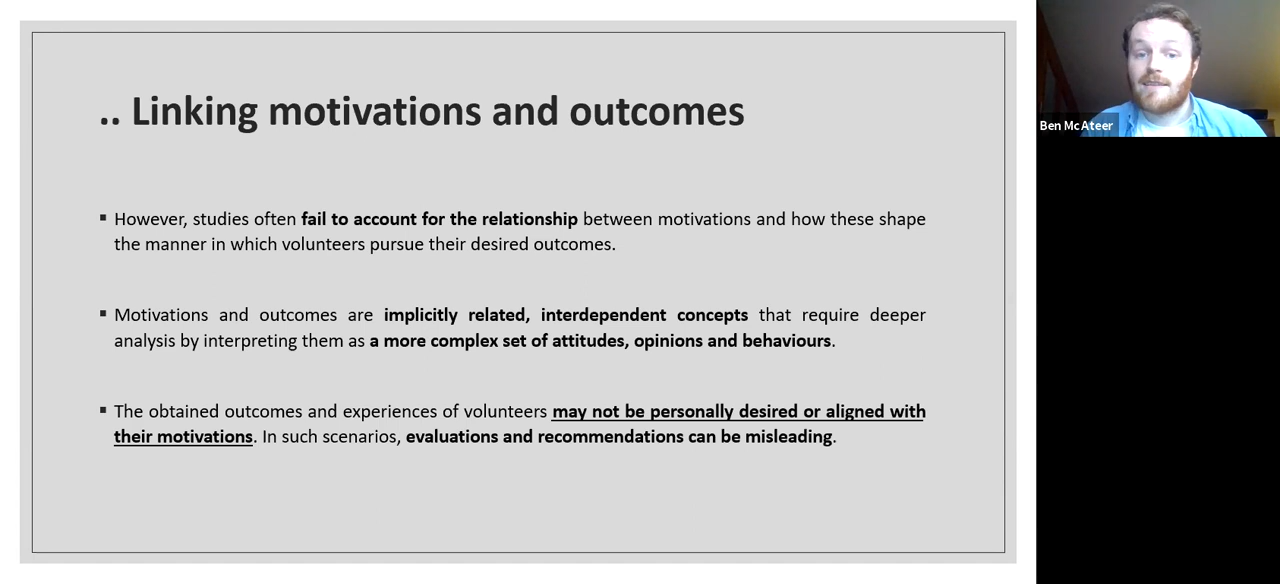 .. Linking motivations and outcomes
▪ However, studies often fail to account for the relationship between motivations and how these shape
the manner in which volunteers pursue their desired outcomes.
▪ Motivations and outcomes are implicitly related, interdependent concepts that require deeper
analysis by interpreting them as a more complex set of attitudes, opinions and behaviours.
▪ The obtained outcomes and experiences of volunteers may not be personally desired or aligned with
their motivations. In such scenarios, evaluations and recommendations can be misleading.
Ben McAteer